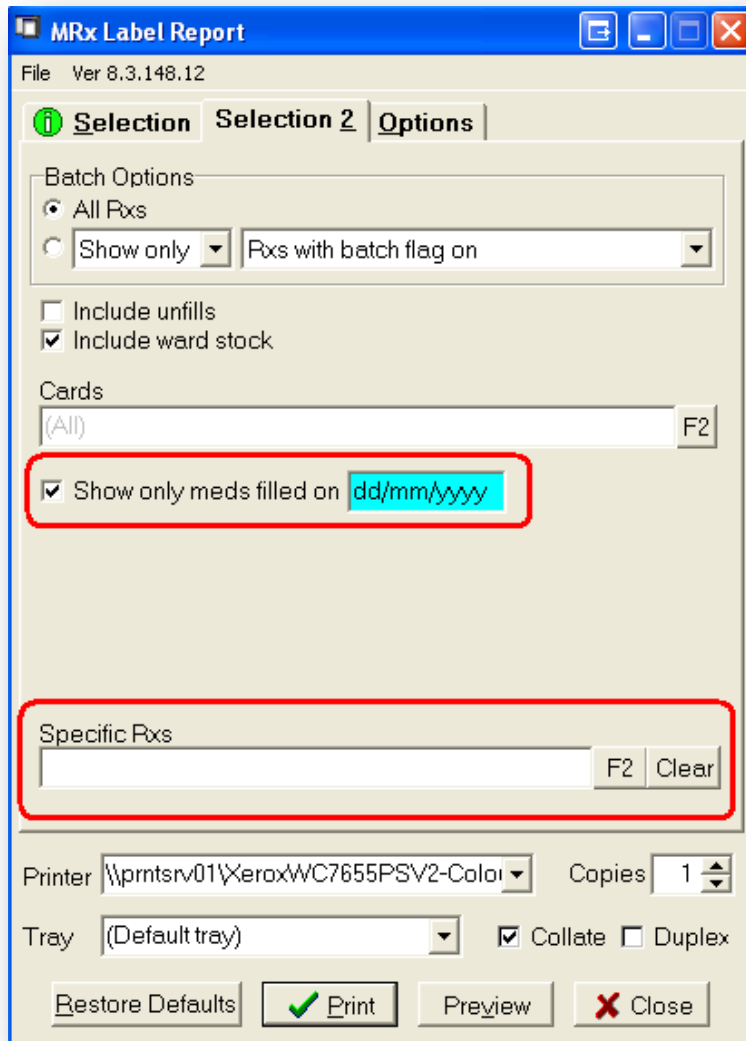 MRx Label Report
File Ver 8.3.148.12
Selection Selection 2 Options
Batch Options
All Rxs
Show only Rxs with batch flag on
Include unfills
Include ward stock
Cards
(All) F2
Show only meds filled on dd/mm/yyyy
Specific Rxs
F2 Clear
Printer \\prntsrv01\XeroxWC7655PSV2-Colou Copies 1
Tray (Default tray) Collate Duplex
Restore Defaults Print Preview Close